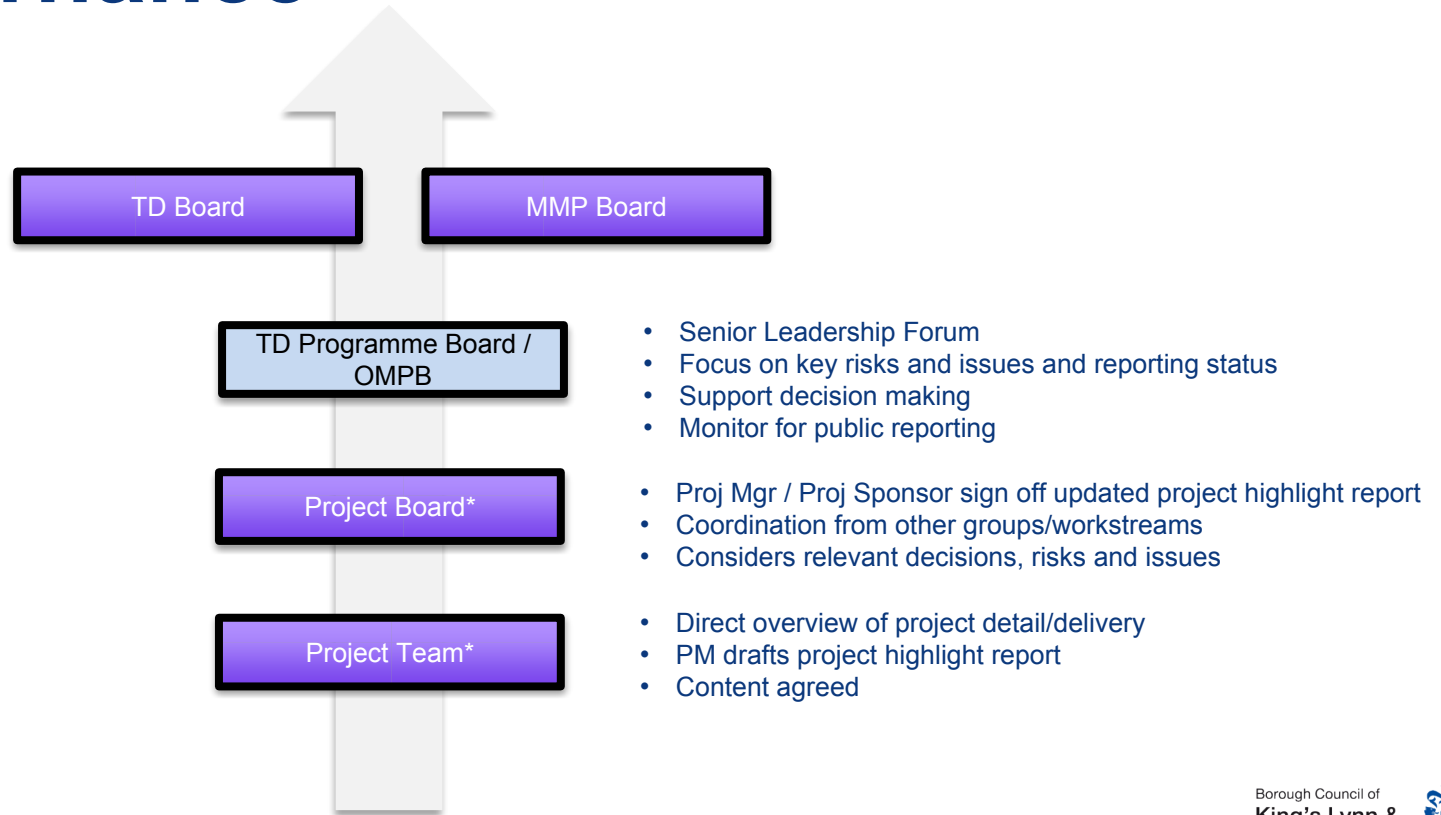 TD Board
MMP Board
TD Programme Board /
OMPB
• Senior Leadership Forum
• Focus on key risks and issues and reporting status
• Support decision making
• Monitor for public reporting
Project Board*
• Proj Mgr / Proj Sponsor sign off updated project highlight report
• Coordination from other groups/workstreams
• Considers relevant decisions, risks and issues
Project Team*
• Direct overview of project detail/delivery
• PM drafts project highlight report
• Content agreed
Borough Council of
King's Lynn &